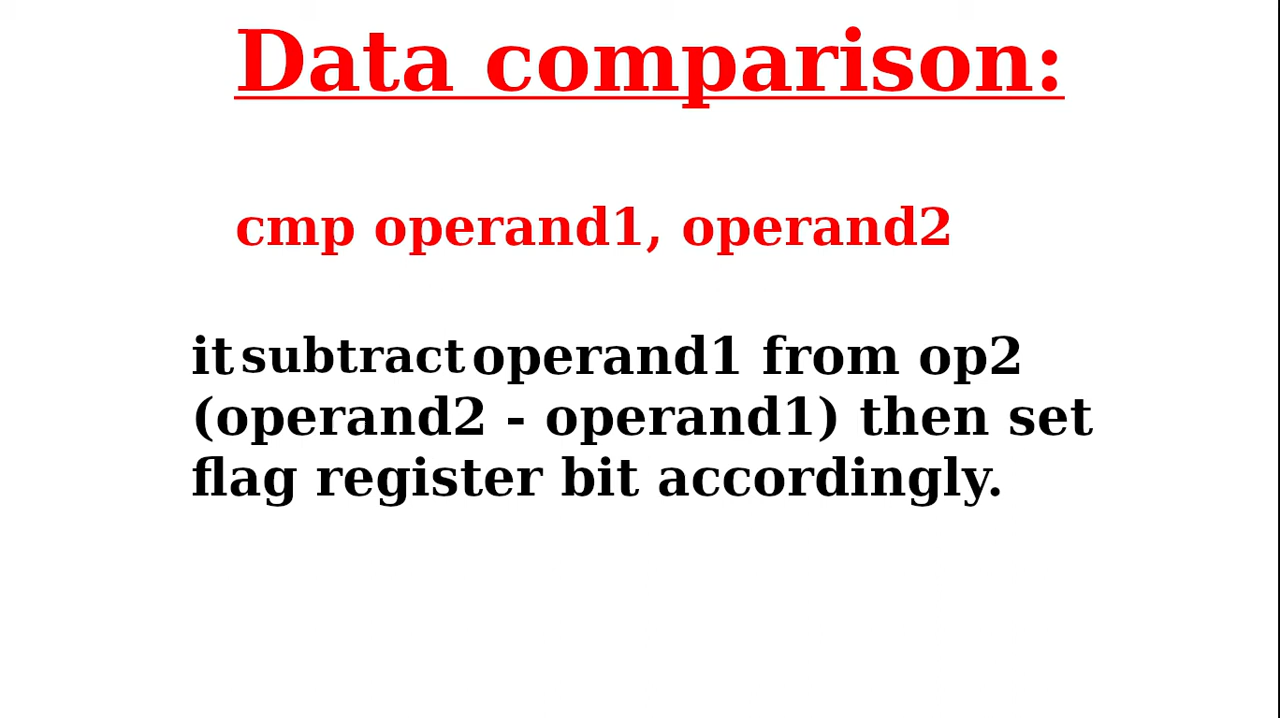 Data comparison:
cmp operand1, operand2
it subtract operand1 from op2
(operand2 - operand1) then set
flag register bit accordingly.